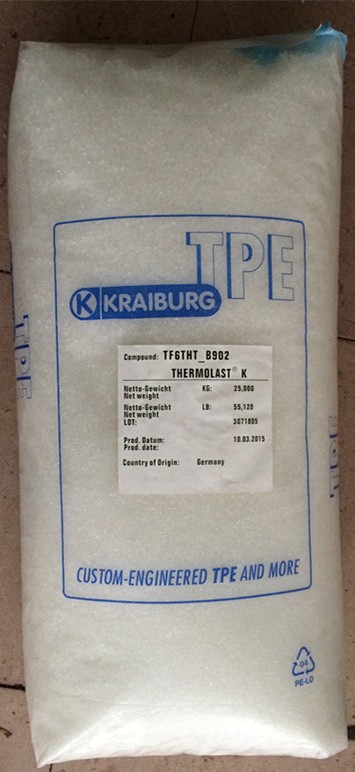 TPE
K KRAIBURG
Compound: TF6THT_B902
THERMOLAST® K
Netto-Gewicht KG: 25,000
Net weight
Netto-Gewicht LB: 55,120
Net weight
LOT: 3071805
Prod. Datum: 10.03.2015
Prod. date:
Country of Origin: Germany
CUSTOM-ENGINEERED TPE AND MORE
04
PE-LD
TPE
TPE